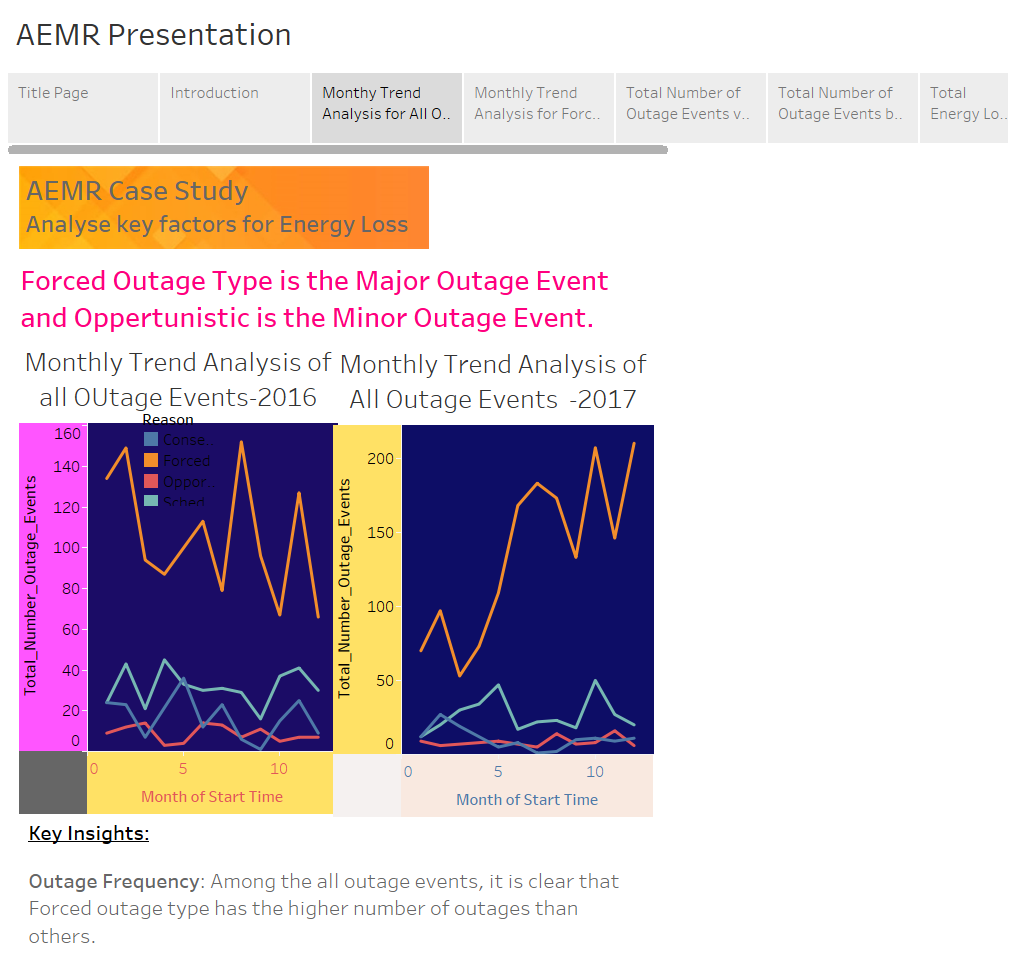 AEMR Presentation
Title Page
Introduction
Monthy Trend
Analysis for All O..
Monthly Trend
Analysis for Forc..
Total Number of
Outage Events v..
Total Number of
Outage Events b..
Total
Energy Lo..
AEMR Case Study
Analyse key factors for Energy Loss
Forced Outage Type is the Major Outage Event
and Oppertunistic is the Minor Outage Event.
Monthly Trend Analysis of
all OUtage Events-2016
Reason
Conse..
Forced
Oppor..
Sched..
Total_Number_Outage_Events
160
140
120
100
80
60
40
20
0
0 5 10
Month of Start Time
Monthly Trend Analysis of
All Outage Events -2017
Total_Number_Outage_Events
200
150
100
50
0
0 5 10
Month of Start Time
Key Insights:
Outage Frequency: Among the all outage events, it is clear that
Forced outage type has the higher number of outages than
others.